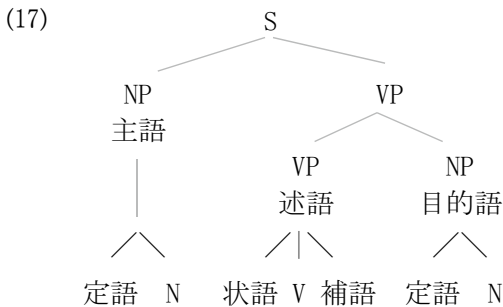 (17) S
NP VP
主語
VP NP
述語 目的語
定語 N 状語 V 補語 定語 N